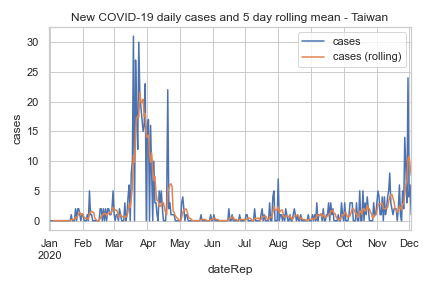 New COVID-19 daily cases and 5 day rolling mean - Taiwan
cases
cases (rolling)
30
25
20
15
10
5
0
cases
Jan Feb Mar Apr May Jun Jul Aug Sep Oct Nov Dec
2020
dateRep